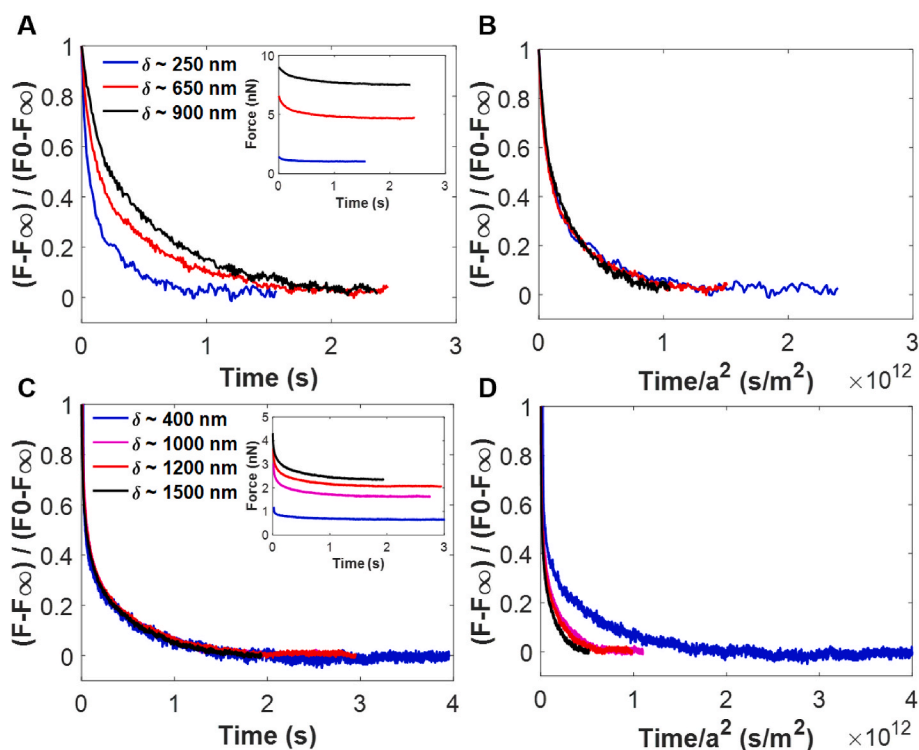 A
(F-F∞) / (F0-F∞)
1
0.8
0.6
0.4
0.2
0
0
1
2
3
Time (s)
δ ~ 250 nm
δ ~ 650 nm
δ ~ 900 nm
Force (nN)
10
5
0
0
1
2
3
Time (s)
B
(F-F∞) / (F0-F∞)
1
0.8
0.6
0.4
0.2
0
0
1
2
3
Time/a² (s/m²)
×10¹²
C
(F-F∞) / (F0-F∞)
1
0.8
0.6
0.4
0.2
0
0
1
2
3
4
Time (s)
δ ~ 400 nm
δ ~ 1000 nm
δ ~ 1200 nm
δ ~ 1500 nm
Force (nN)
5
4
3
2
1
0
0
1
2
3
Time (s)
D
(F-F∞) / (F0-F∞)
1
0.8
0.6
0.4
0.2
0
0
1
2
3
4
Time/a² (s/m²)
×10¹²